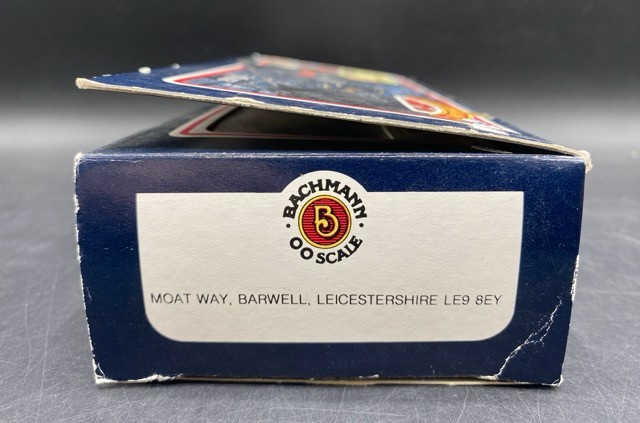 BACHMANN
B
OO SCALE
MOAT WAY, BARWELL, LEICESTERSHIRE LE9 8EY